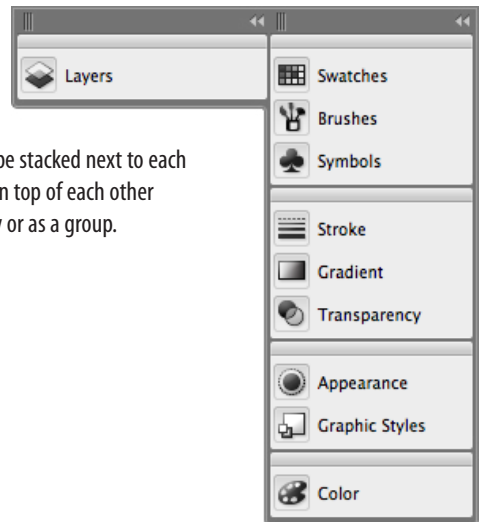 Layers
be stacked next to each
n top of each other
or as a group.
Swatches
Brushes
Symbols
Stroke
Gradient
Transparency
Appearance
Graphic Styles
Color